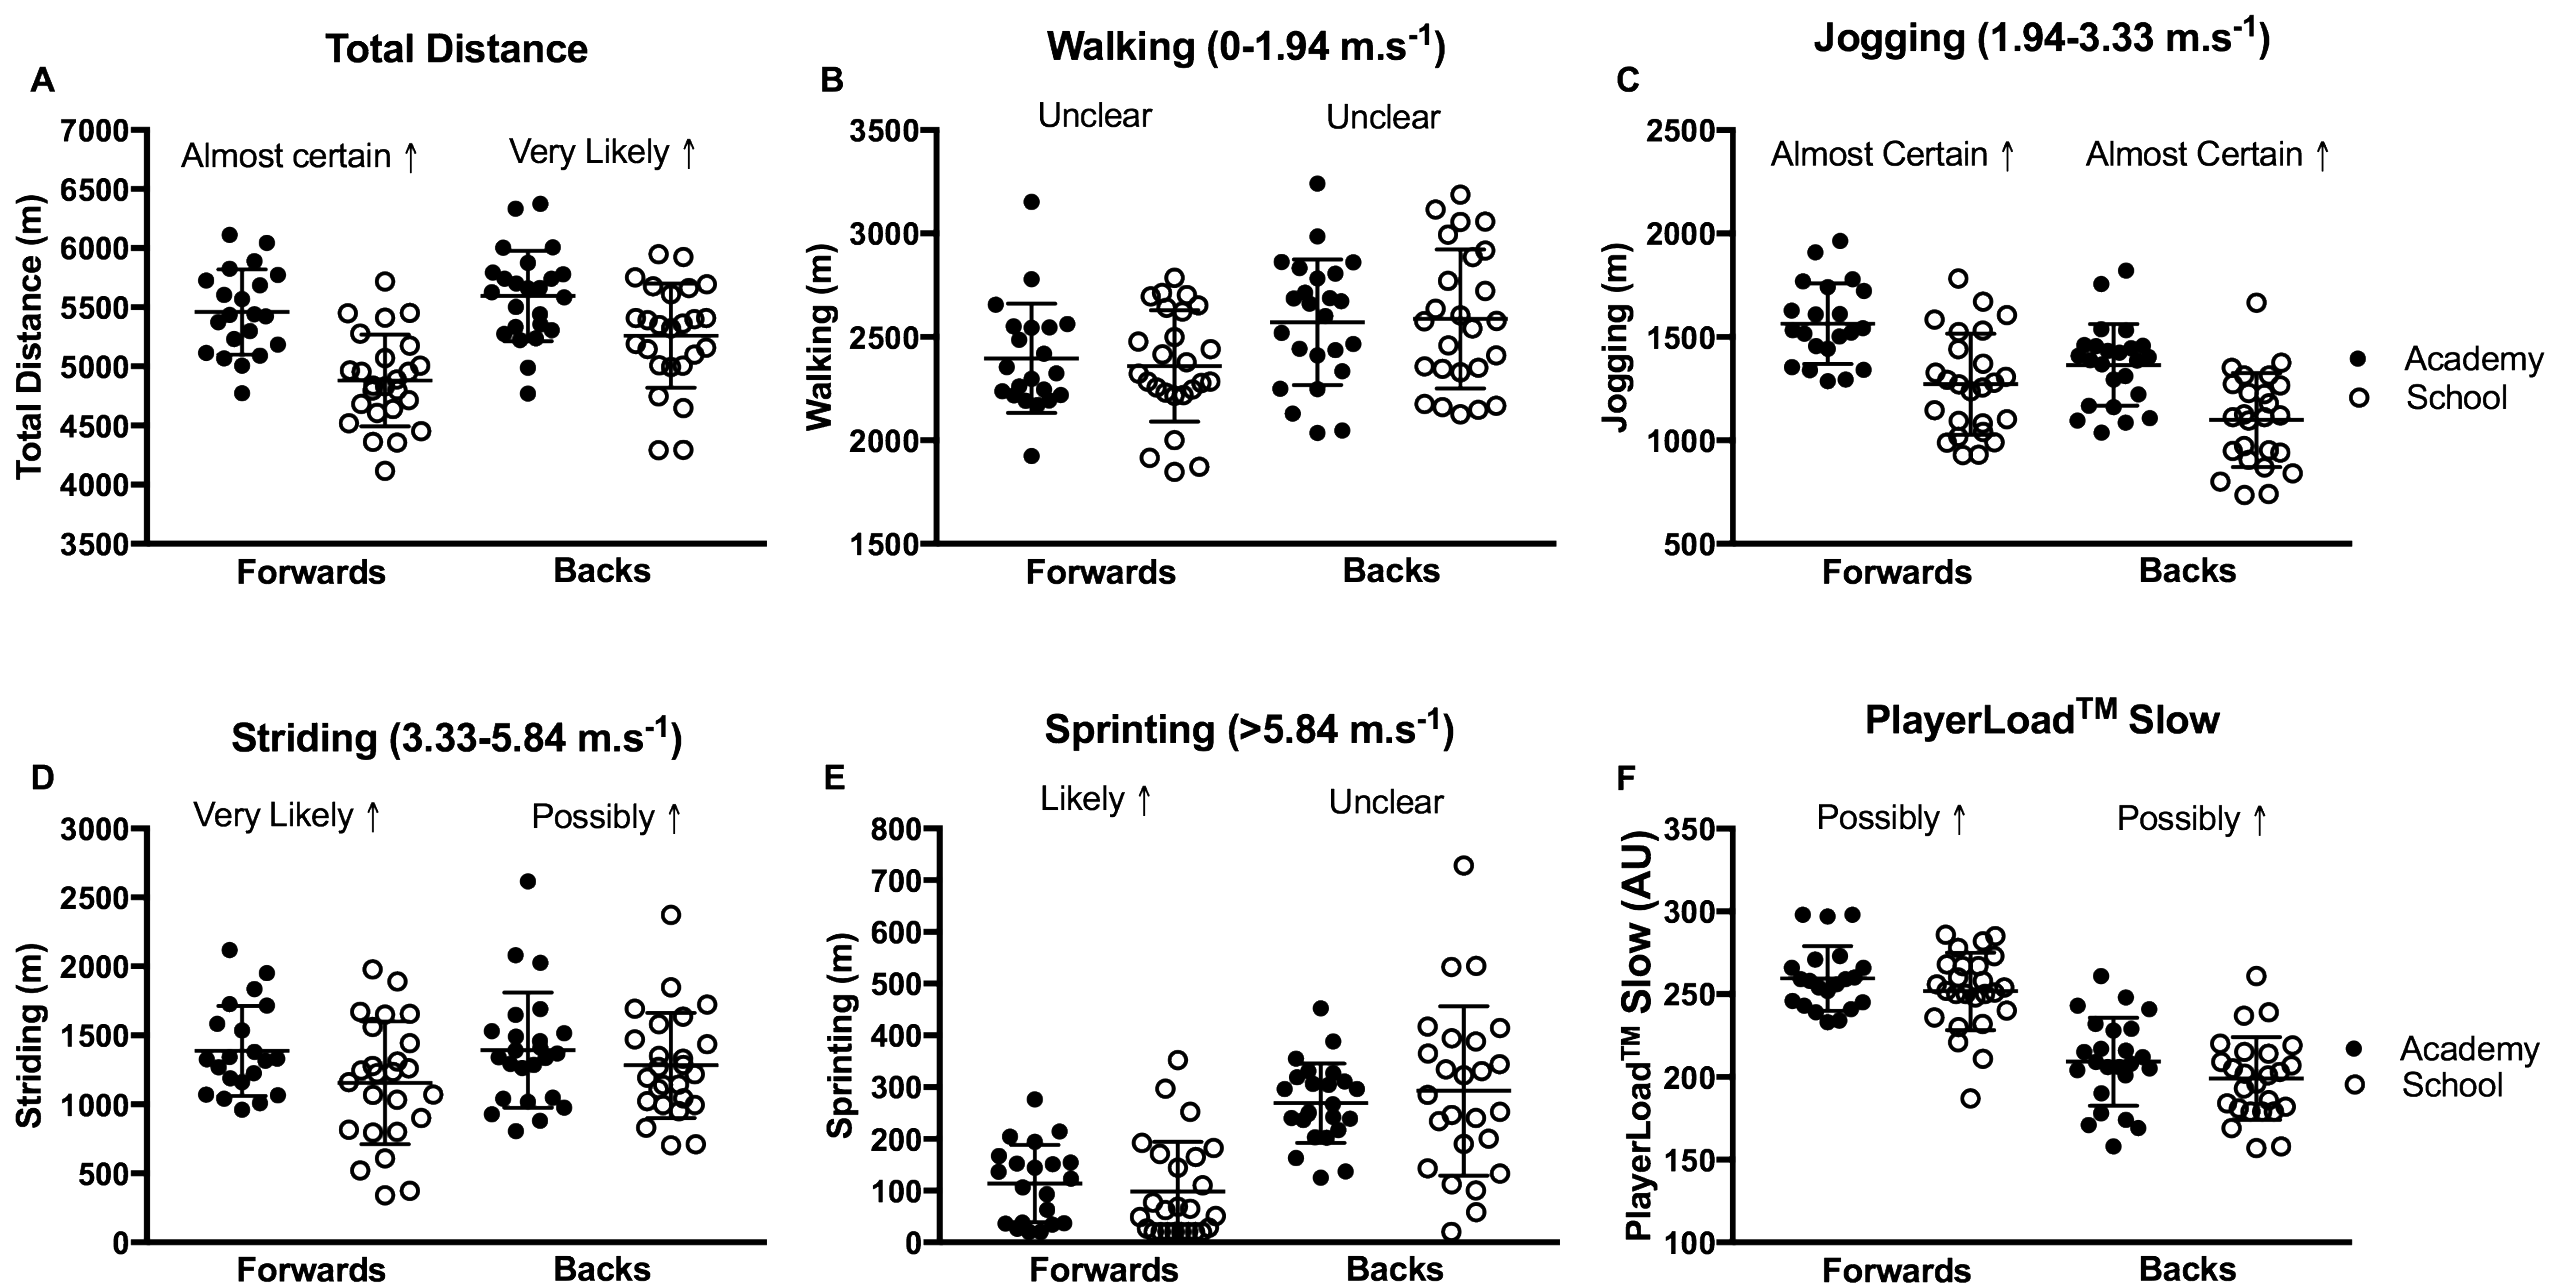 Total Distance
A
7000
6500
6000
5500
5000
4500
4000
3500
Total Distance (m)
Almost certain ↑
Very Likely ↑
Forwards
Backs
Walking (0-1.94 m.s-1)
B
3500
3000
2500
2000
1500
Walking (m)
Unclear
Unclear
Forwards
Backs
Jogging (1.94-3.33 m.s-1)
C
2500
2000
1500
1000
500
Jogging (m)
Almost Certain ↑
Almost Certain ↑
Forwards
Backs
Academy
School
Striding (3.33-5.84 m.s-1)
D
3000
2500
2000
1500
1000
500
0
Striding (m)
Very Likely ↑
Possibly ↑
Forwards
Backs
Sprinting (>5.84 m.s-1)
E
800
700
600
500
400
300
200
100
0
Sprinting (m)
Likely ↑
Unclear
Forwards
Backs
PlayerLoadTM Slow
F
350
300
250
200
150
100
PlayerLoadTM Slow (AU)
Possibly ↑
Possibly ↑
Forwards
Backs
Academy
School